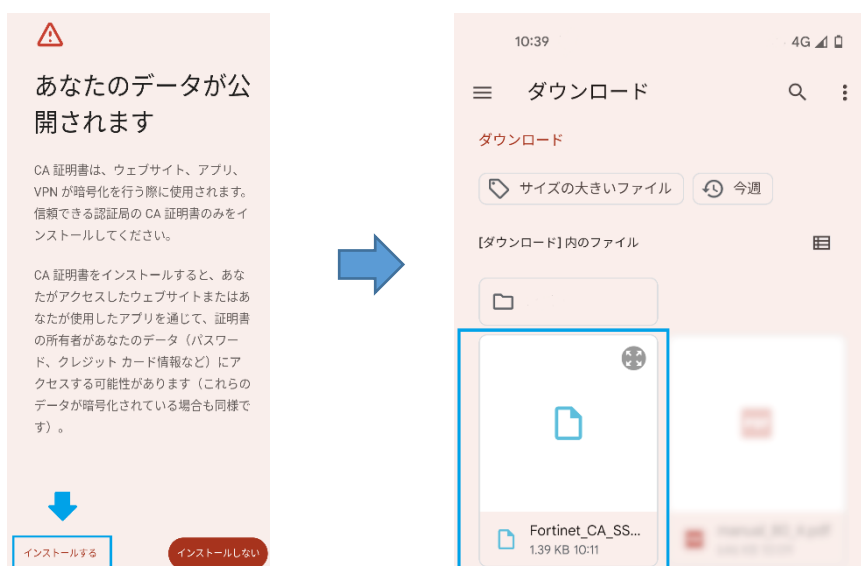 あなたのデータが公
開されます
CA 証明書は、ウェブサイト、アプリ、
VPN が暗号化を行う際に使用されます。
信頼できる認証局の CA 証明書のみをイ
ンストールしてください。
CA 証明書をインストールすると、あな
たがアクセスしたウェブサイトまたはあ
なたが使用したアプリを通じて、証明書
の所有者があなたのデータ（パスワー
ド、クレジット カード情報など）にア
クセスする可能性があります（これらの
データが暗号化されている場合も同様で
す）。
インストールする
インストールしない
10:39
4G
ダウンロード
ダウンロード
サイズの大きいファイル
今週
[ダウンロード] 内のファイル
Fortinet_CA_SS...
1.39 KB 10:11